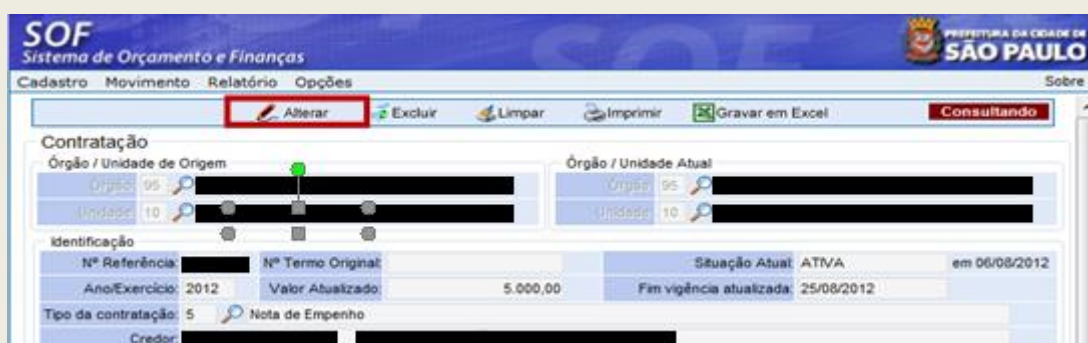 SOF
Sistema de Orçamento e Finanças
PREFEITURA DA CIDADE DE
SÃO PAULO
Cadastro Movimento Relatório Opções Sobre
Alterar Excluir Limpar Imprimir Gravar em Excel Consultando
Contratação
Órgão / Unidade de Origem Órgão / Unidade Atual
Órgão: 95 Órgão: 95
Unidade: 10 Unidade: 10
Identificação
Nº Referência: Nº Termo Original: Situação Atual: ATIVA em 06/08/2012
Ano/Exercício: 2012 Valor Atualizado: 5.000,00 Fim vigência atualizada: 25/08/2012
Tipo da contratação: 5 Nota de Empenho
Credor: